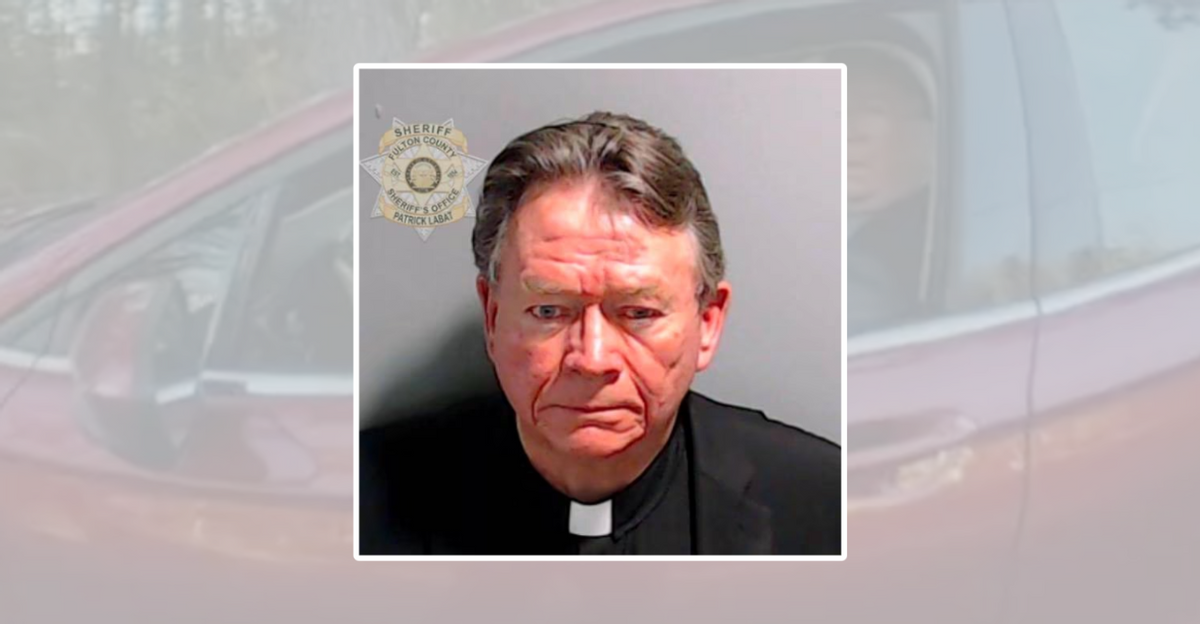 SHERIFF
FULTON COUNTY
SHERIFF'S OFFICE
PATRICK LABAT